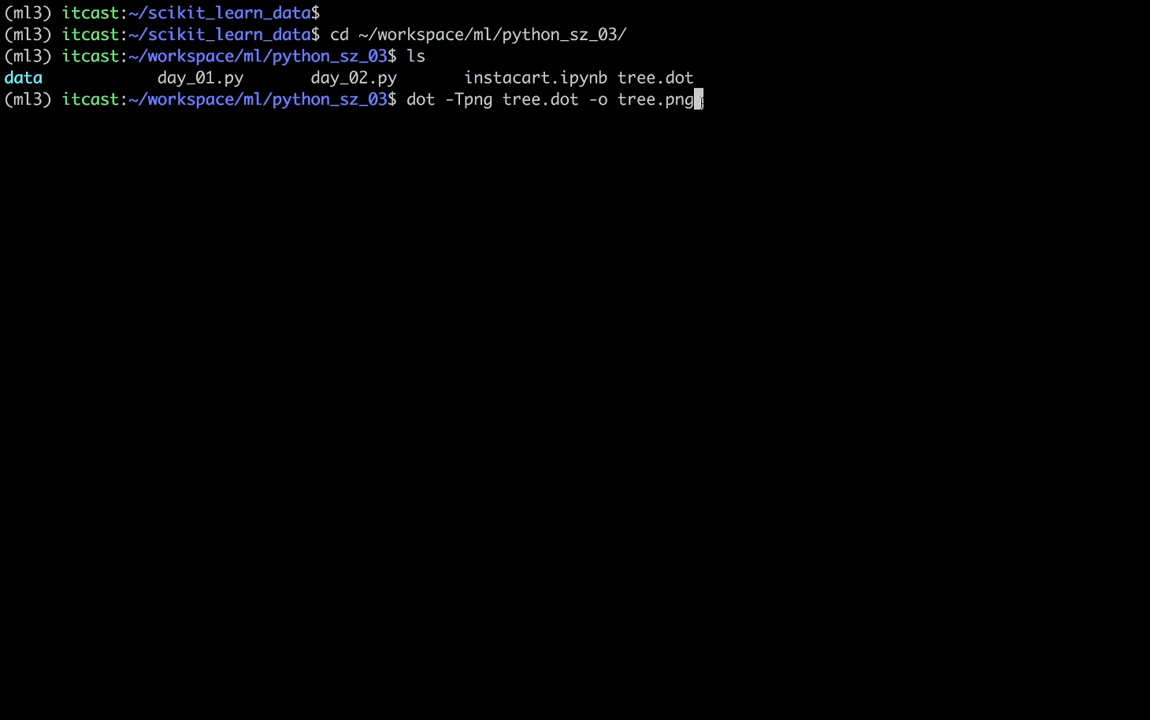 (ml3) itcast:~/scikit_learn_data$
(ml3) itcast:~/scikit_learn_data$ cd ~/workspace/ml/python_sz_03/
(ml3) itcast:~/workspace/ml/python_sz_03$ ls
data day_01.py day_02.py instacart.ipynb tree.dot
(ml3) itcast:~/workspace/ml/python_sz_03$ dot -Tpng tree.dot -o tree.png